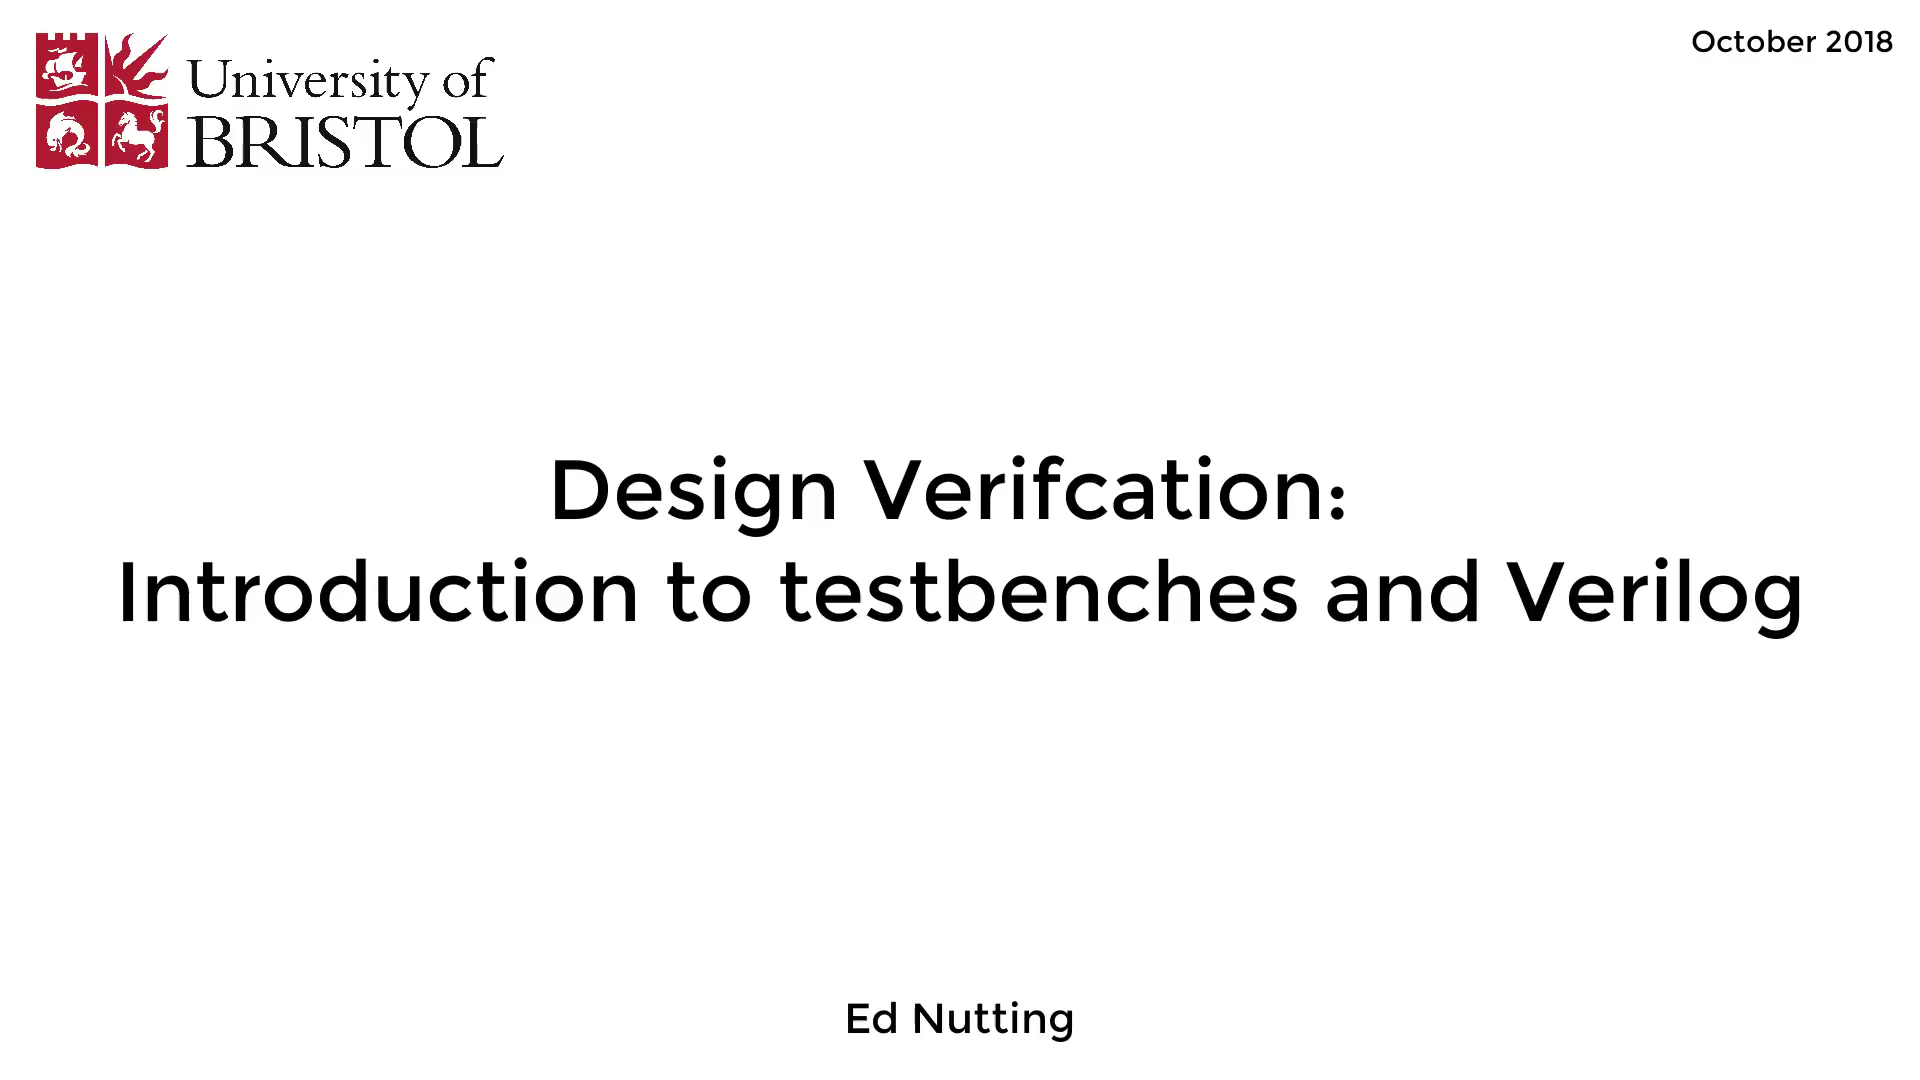 University of
BRISTOL
October 2018
Design Verifcation:
Introduction to testbenches and Verilog
Ed Nutting